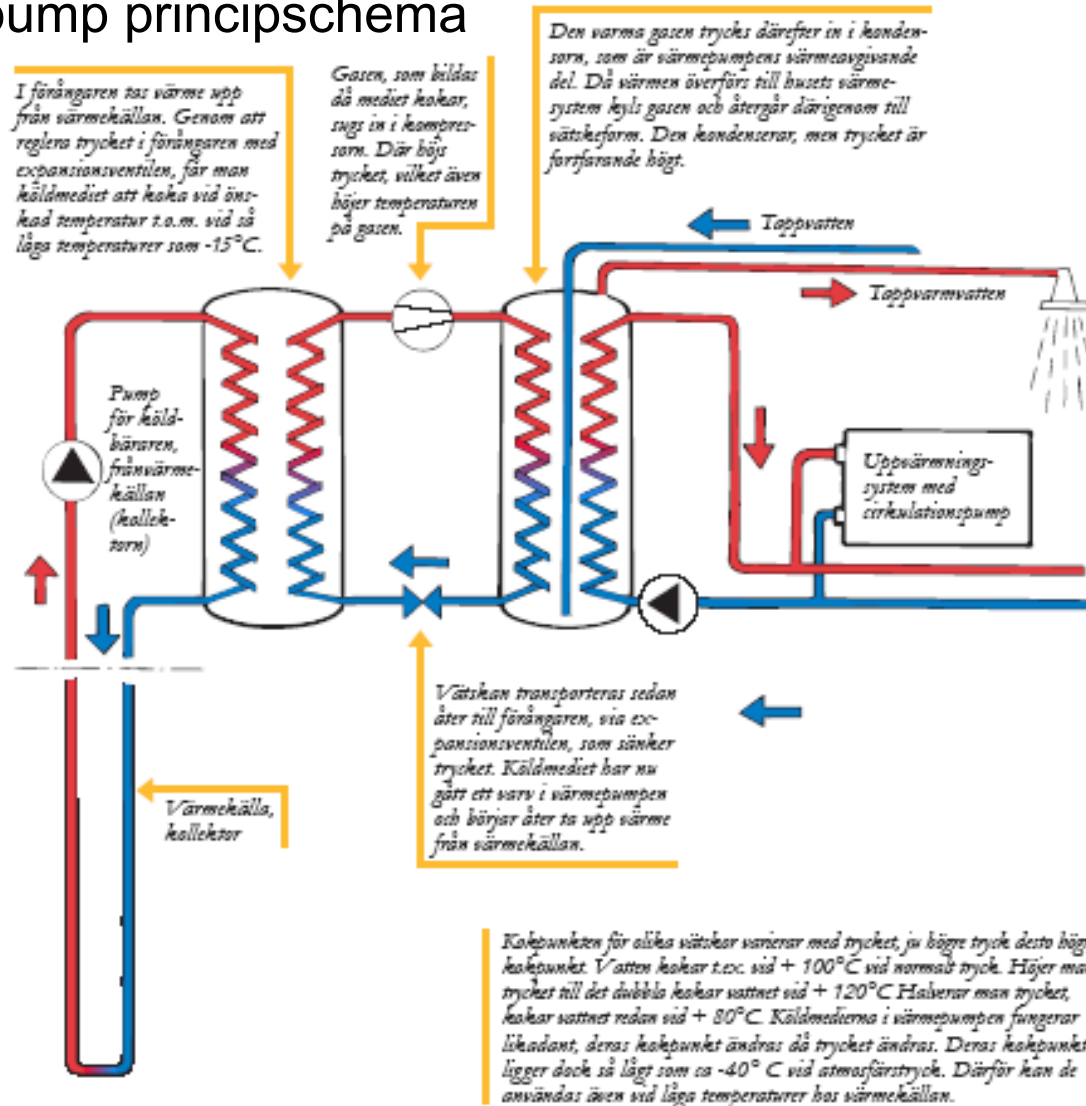 pump principschema
I förångaren tas värme upp
från värmekällan. Genom att
reglera trycket i förångaren med
expansionsventilen, får man
köldmediet att koka vid öns-
kad temperatur t.o.m. vid så
låga temperaturer som -15°C.
Gasen, som bildas
då mediet kokar,
sugs in i kompres-
sorn. Där höjs
trycket, vilket även
höjer temperaturen
på gasen.
Den varma gasen trycks därefter in i konden-
sorn, som är värmepumpens värmeavgivande
del. Då värmen överförs till husets värme-
system kyls gasen och återgår därigenom till
vätskeform. Den kondenserar, men trycket är
fortfarande högt.
Tappvatten
Tappvarmvatten
Pump
för köld-
bäraren,
frånvärme-
källan
(kollek-
torn)
Uppvärmnings-
system med
cirkulationspump
Vätskan transporteras sedan
åter till förångaren, via ex-
pansionsventilen, som sänker
trycket. Köldmediet har nu
gått ett varv i värmepumpen
och börjar åter ta upp värme
från värmekällan.
Värmekälla,
kollektor
Kokpunkten för olika vätskor varierar med trycket, ju högre tryck desto hög
kokpunkt. Vatten kokar t.ex. vid + 100°C vid normalt tryck. Höjer ma
trycket till det dubbla kokar vattnet vid + 120°C Halverar man trycket,
kokar vattnet redan vid + 80°C. Köldmedierna i värmepumpen fungerar
likadant, deras kokpunkt ändras då trycket ändras. Deras kokpunkt
ligger dock så lågt som ca -40° C vid atmosfärstryck. Därför kan de
användas även vid låga temperaturer hos värmekällan.